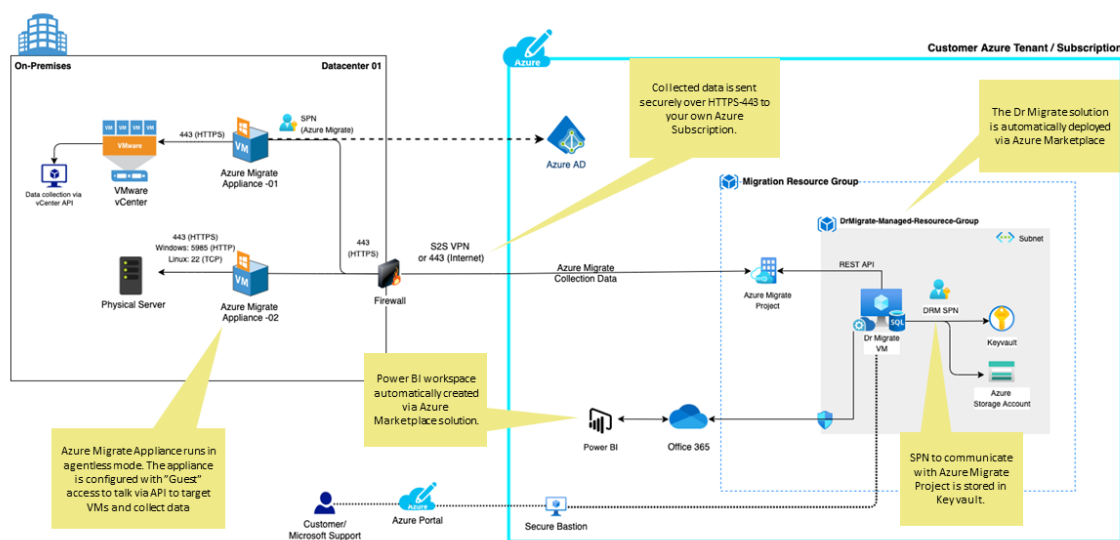 Customer Azure Tenant / Subscription
Azure
On-Premises
Datacenter 01
VM VM VM VM
VMware
VMware
vCenter
Data collection via
vCenter API
443 (HTTPS)
VM
Azure Migrate
Appliance -01
SPN
(Azure Migrate)
Azure AD
Collected data is sent
securely over HTTPS-443 to
your own Azure
Subscription.
The Dr Migrate solution
is automatically deployed
via Azure Marketplace
443 (HTTPS)
Windows: 5985 (HTTP)
Linux: 22 (TCP)
Physical Server
VM
Azure Migrate
Appliance -02
443
(HTTPS)
Firewall
S2S VPN
or 443 (Internet)
Azure Migrate
Collection Data
Migration Resource Group
DrMigrate-Managed-Resourece-Group
Subnet
REST API
Azure Migrate
Project
SQL
Dr Migrate
VM
DRM SPN
Keyvault
Azure
Storage Account
Power BI workspace
automatically created
via Azure
Marketplace solution.
Power BI
Office 365
Azure Migrate Appliance runs in
agentless mode. The appliance
is configured with "Guest"
access to talk via API to target
VMs and collect data
SPN to communicate
with Azure Migrate
Project is stored in
Keyvault.
Customer/
Microsoft Support
Azure
Azure Portal
Secure Bastion